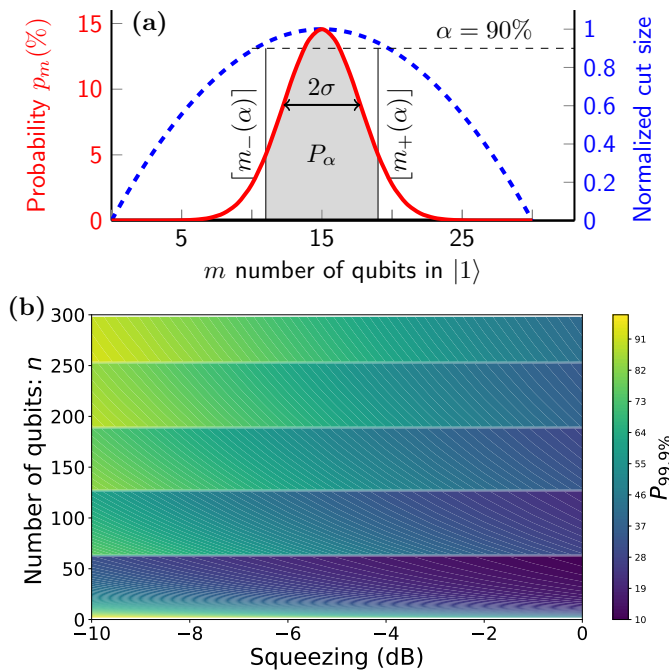 (a)
Probability p_m(%)
15
10
5
0
α = 90%
2σ
⌈m_−(α)⌉
⌊m_+(α)⌋
P_α
1
0.8
0.6
0.4
0.2
0
Normalized cut size
5 15 25
m number of qubits in |1⟩
(b)
Number of qubits: n
300
250
200
150
100
50
0
−10 −8 −6 −4 −2 0
Squeezing (dB)
91
82
73
64
55
46
37
28
19
10
P_99.9%